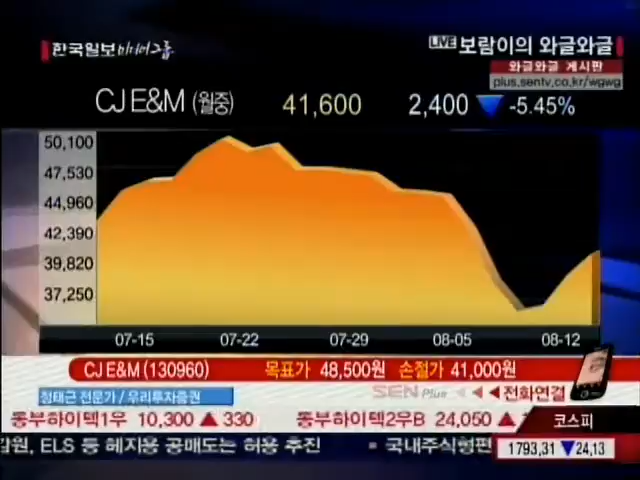 한국일보 미디어그룹
LIVE 보람이의 와글와글
와글와글 게시판
plus.sentv.co.kr/wgwg
CJ E&M (월중) 41,600 2,400 ▼ -5.45%
50,100
47,530
44,960
42,390
39,820
37,250
07-15 07-22 07-29 08-05 08-12
CJ E&M (130960) 목표가 48,500원 손절가 41,000원
정태근 전문가 / 우리투자증권
SEN Plus ◀ ◀ ◀ 전화연결
동부하이텍1우 10,300 ▲ 330 동부하이텍2우B 24,050 ▲
코스피
감원, ELS 등 헤지용 공매도는 허용 추진 ▪ 국내주식형펀
1793,31 ▼ 24,13